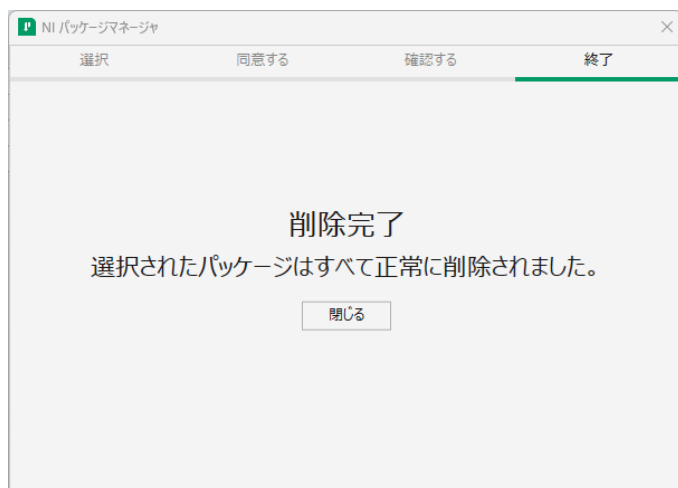 NI パッケージマネージャ
選択 同意する 確認する 終了
削除完了
選択されたパッケージはすべて正常に削除されました。
閉じる